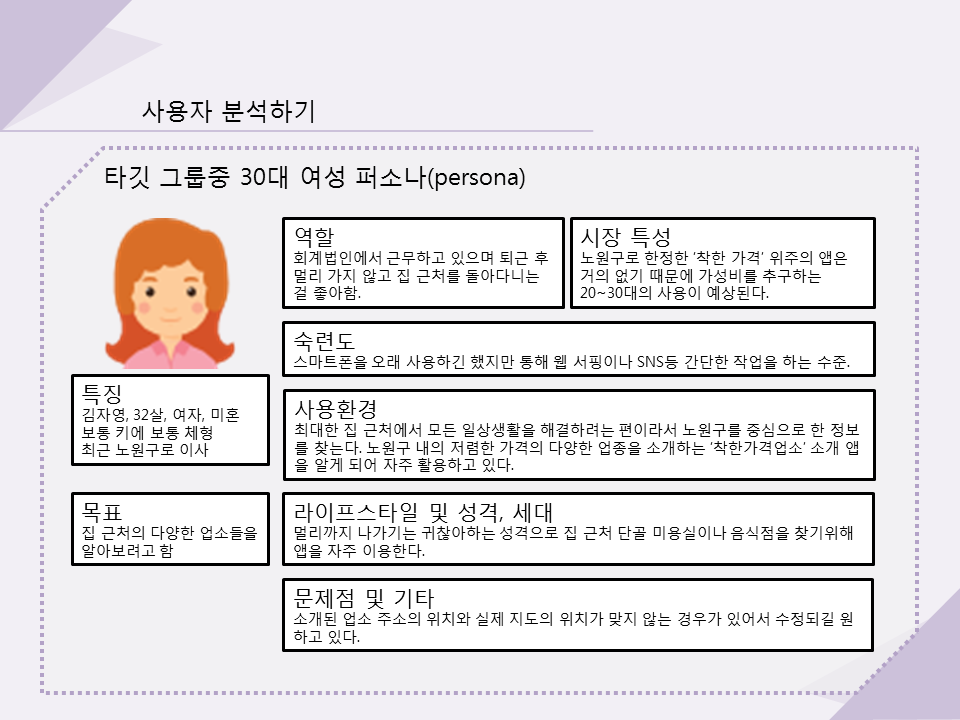 사용자 분석하기
타깃 그룹중 30대 여성 퍼소나(persona)
역할
회계법인에서 근무하고 있으며 퇴근 후
멀리 가지 않고 집 근처를 돌아다니는
걸 좋아함.
시장 특성
노원구로 한정한 '착한 가격' 위주의 앱은
거의 없기 때문에 가성비를 추구하는
20~30대의 사용이 예상된다.
숙련도
스마트폰을 오래 사용하긴 했지만 통해 웹 서핑이나 SNS등 간단한 작업을 하는 수준.
특징
김자영, 32살, 여자, 미혼
보통 키에 보통 체형
최근 노원구로 이사
사용환경
최대한 집 근처에서 모든 일상생활을 해결하려는 편이라서 노원구를 중심으로 한 정보
를 찾는다. 노원구 내의 저렴한 가격의 다양한 업종을 소개하는 '착한가격업소' 소개 앱
을 알게 되어 자주 활용하고 있다.
목표
집 근처의 다양한 업소들을
알아보려고 함
라이프스타일 및 성격, 세대
멀리까지 나가기는 귀찮아하는 성격으로 집 근처 단골 미용실이나 음식점을 찾기위해
앱을 자주 이용한다.
문제점 및 기타
소개된 업소 주소의 위치와 실제 지도의 위치가 맞지 않는 경우가 있어서 수정되길 원
하고 있다.